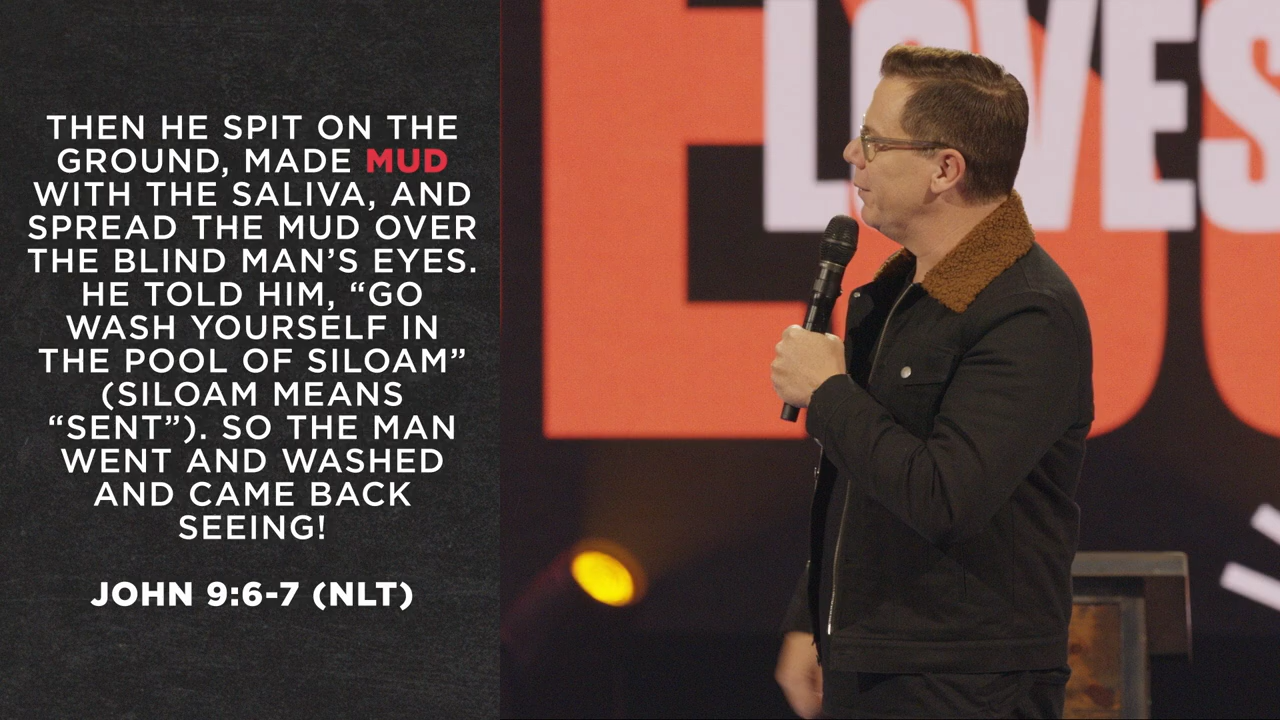 THEN HE SPIT ON THE
GROUND, MADE MUD
WITH THE SALIVA, AND
SPREAD THE MUD OVER
THE BLIND MAN’S EYES.
HE TOLD HIM, “GO
WASH YOURSELF IN
THE POOL OF SILOAM”
(SILOAM MEANS
“SENT”). SO THE MAN
WENT AND WASHED
AND CAME BACK
SEEING!
JOHN 9:6-7 (NLT)
LOVES